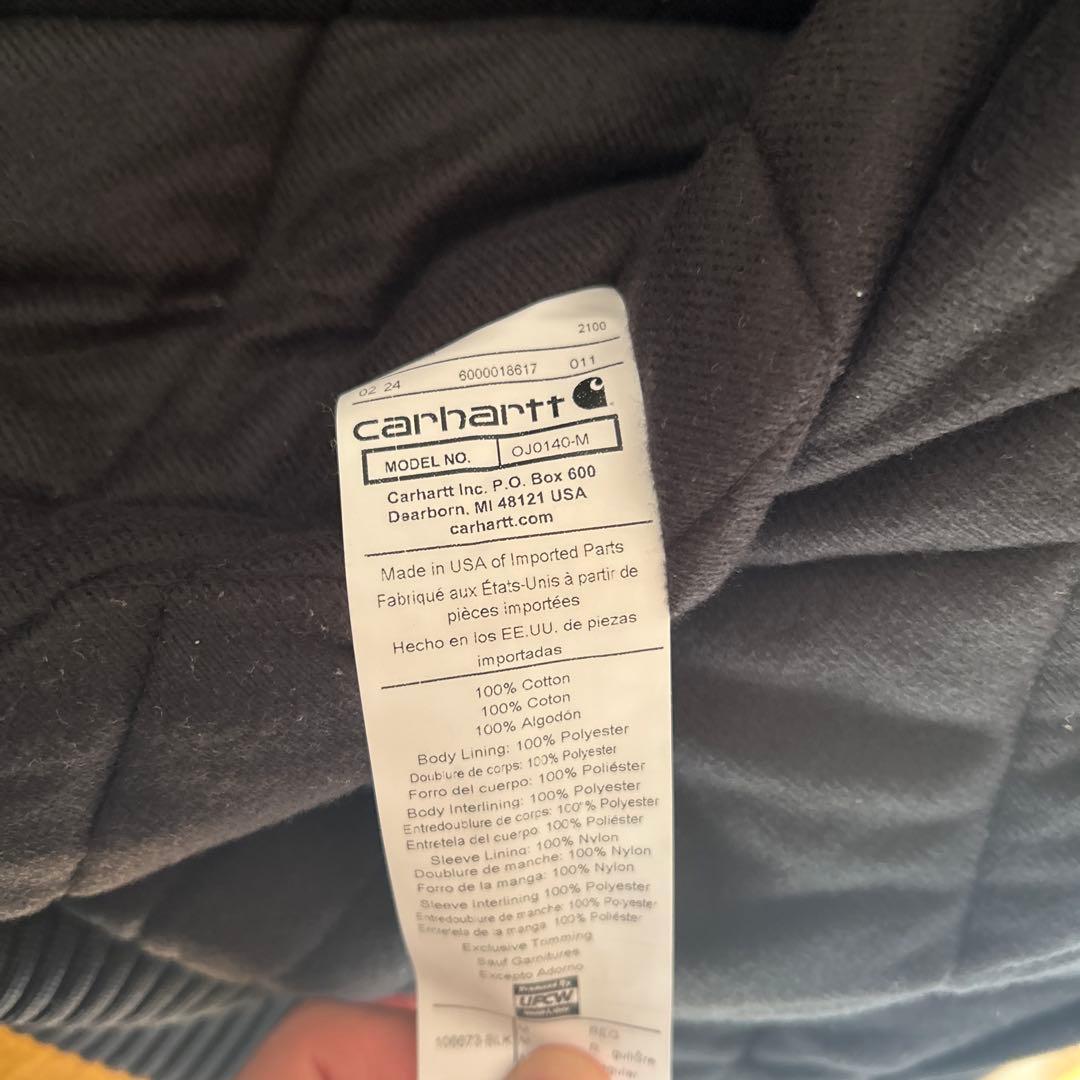 2100
02 24 6000018617 011
carhartt
MODEL NO. OJ0140-M
Carhartt Inc. P.O. Box 600
Dearborn, MI 48121 USA
carhartt.com
Made in USA of Imported Parts
Fabriqué aux États-Unis à partir de
pièces importées
Hecho en los EE.UU. de piezas
importadas
100% Cotton
100% Coton
100% Algodón
Body Lining: 100% Polyester
Doublure de corps: 100% Polyester
Forro del cuerpo: 100% Poliéster
Body Interlining: 100% Polyester
Entredoublure de corps: 100% Polyester
Entretela del cuerpo 100% Poliéster
Sleeve Lining: 100% Nylon
Doublure de manche: 100% Nylon
Forro de la manga: 100% Nylon
Sleeve Interlining 100% Polyester
Entredoublure de manche: 100% Polyester
Entretela de la manga 100% Poliéster
Exclusive Trimming
Sauf Garnitures
Excepto Adorno
UFCW
106673-BLK M REG